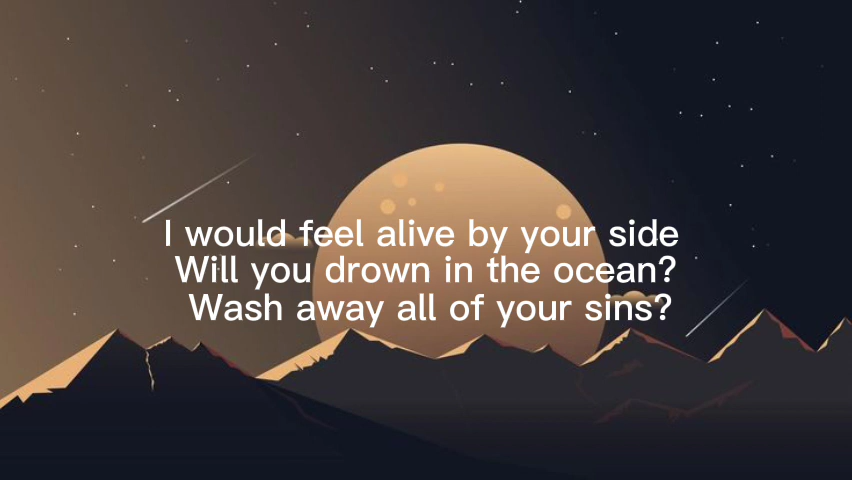 I would feel alive by your side
Will you drown in the ocean?
Wash away all of your sins?